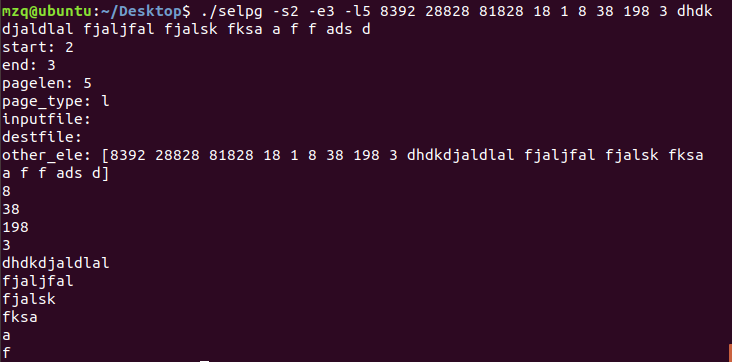 mzq@ubuntu:~/Desktop$ ./selpg -s2 -e3 -l5 8392 28828 81828 18 1 8 38 198 3 dhdk
djaldlal fjaljfal fjalsk fksa a f f ads d
start: 2
end: 3
pagelen: 5
page_type: l
inputfile:
destfile:
other_ele: [8392 28828 81828 18 1 8 38 198 3 dhdkdjaldlal fjaljfal fjalsk fksa
a f f ads d]
8
38
198
3
dhdkdjaldlal
fjaljfal
fjalsk
fksa
a
f